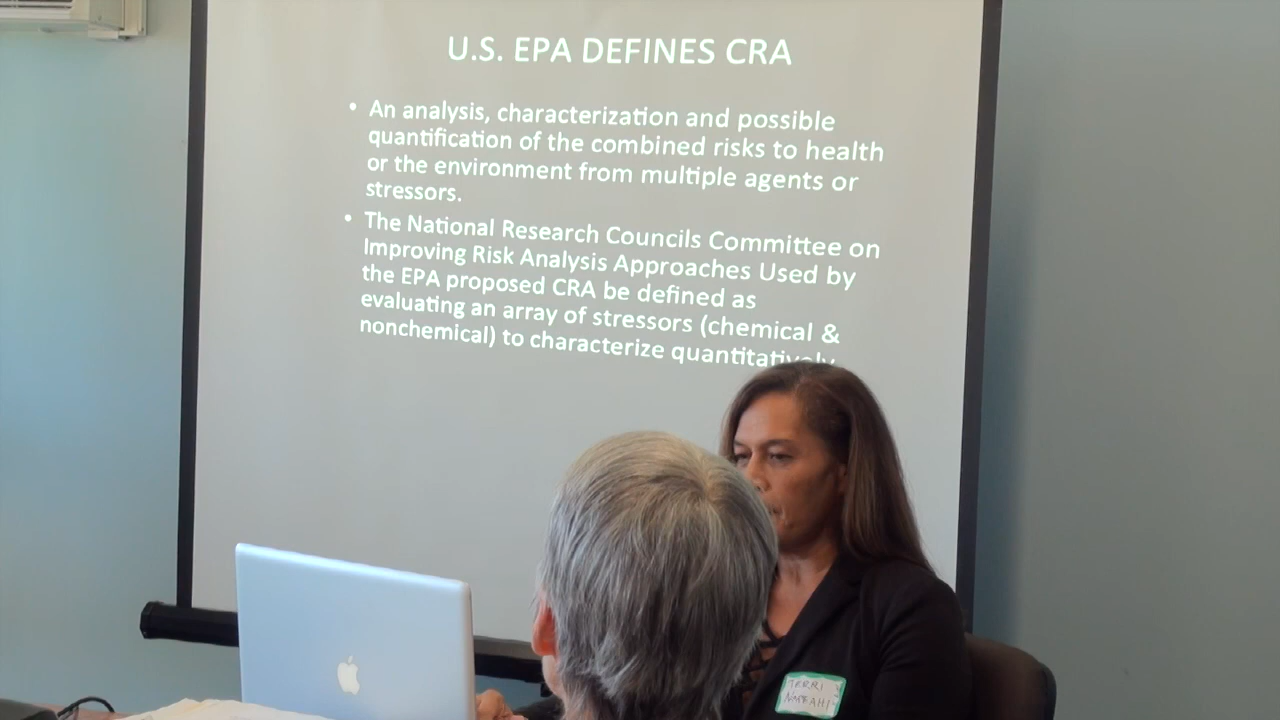 U.S. EPA DEFINES CRA
• An analysis, characterization and possible
quantification of the combined risks to health
or the environment from multiple agents or
stressors.
• The National Research Councils Committee on
Improving Risk Analysis Approaches Used by
the EPA proposed CRA be defined as
evaluating an array of stressors (chemical &
nonchemical) to characterize quantitatively
TERRI